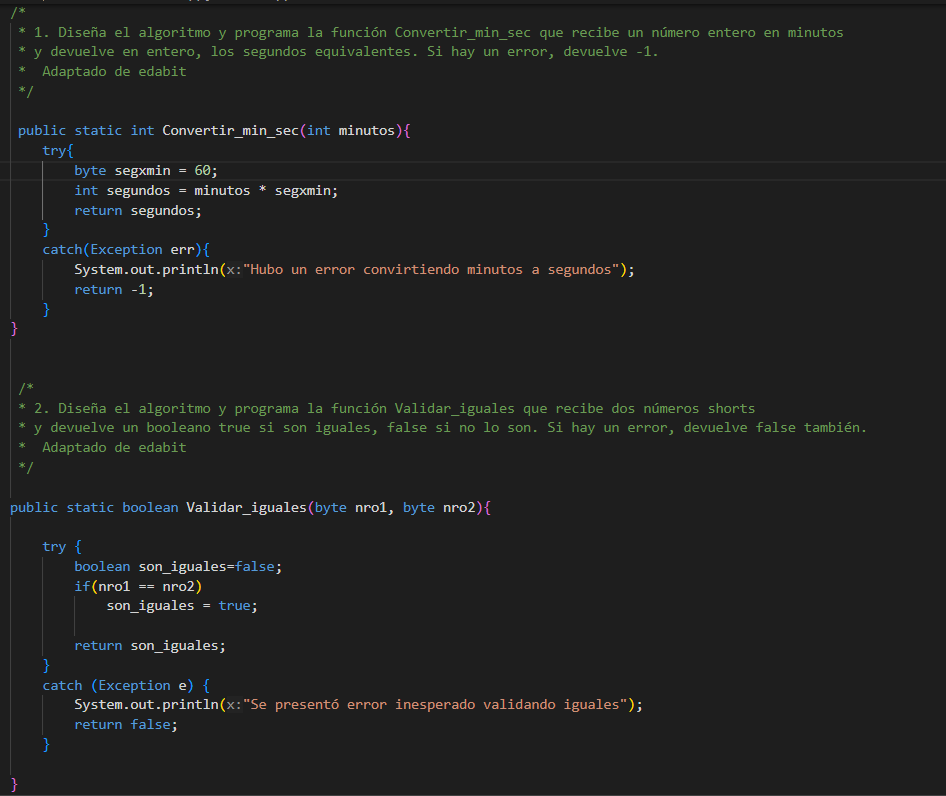 /*
* 1. Diseña el algoritmo y programa la función Convertir_min_sec que recibe un número entero en minutos
* y devuelve en entero, los segundos equivalentes. Si hay un error, devuelve -1.
*  Adaptado de edabit
*/
public static int Convertir_min_sec(int minutos){
try{
byte segxmin = 60;
int segundos = minutos * segxmin;
return segundos;
}
catch(Exception err){
System.out.println(x:"Hubo un error convirtiendo minutos a segundos");
return -1;
}
}
/*
* 2. Diseña el algoritmo y programa la función Validar_iguales que recibe dos números shorts
* y devuelve un booleano true si son iguales, false si no lo son. Si hay un error, devuelve false también.
*  Adaptado de edabit
*/
public static boolean Validar_iguales(byte nro1, byte nro2){
try {
boolean son_iguales=false;
if(nro1 == nro2)
son_iguales = true;
return son_iguales;
}
catch (Exception e) {
System.out.println(x:"Se presentó error inesperado validando iguales");
return false;
}
}